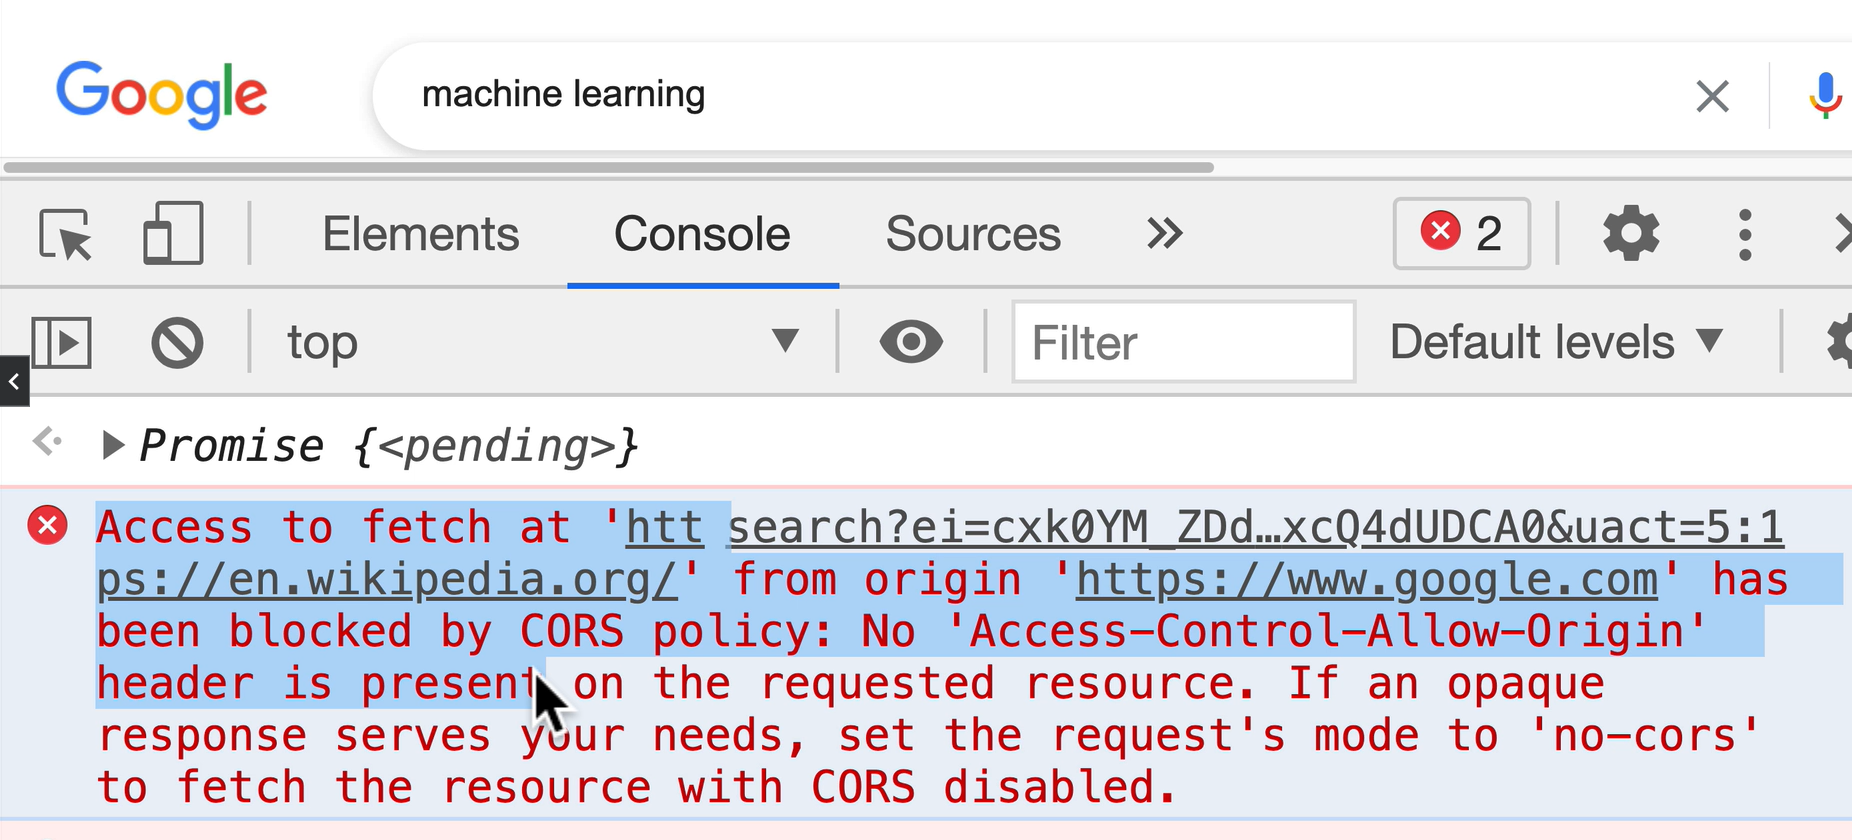 Google
machine learning
Elements Console Sources 2
top Filter Default levels
Promise {<pending>}
Access to fetch at 'htt search?ei=cxk0YM_ZDd…xcQ4dUDCA0&uact=5:1
ps://en.wikipedia.org/' from origin 'https://www.google.com' has
been blocked by CORS policy: No 'Access-Control-Allow-Origin'
header is present on the requested resource. If an opaque
response serves your needs, set the request's mode to 'no-cors'
to fetch the resource with CORS disabled.